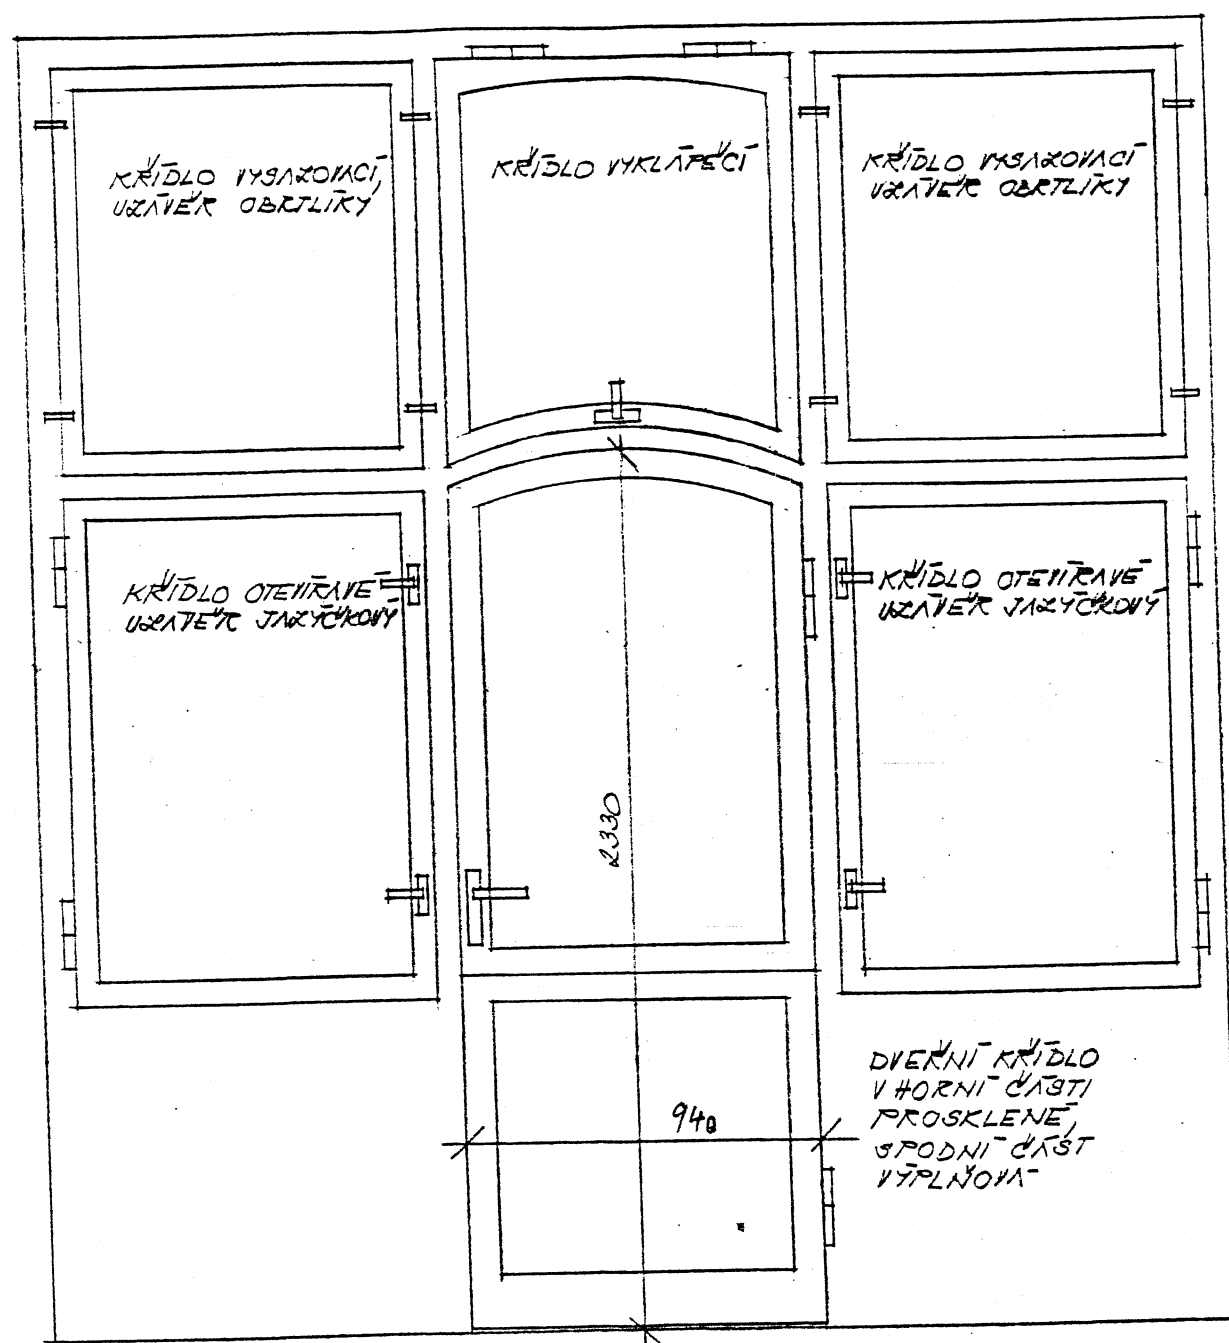 KŘÍDLO VYSAZOVACÍ,
UZÁVĚR OBRTLÍKY
KŘÍDLO VYKLÁPĚČÍ
KŘÍDLO VYSAZOVACÍ
UZÁVĚR OBRTLÍKY
KŘÍDLO OTEVÍRAVÉ
UZÁVĚR JAZÝČKOVÝ
KŘÍDLO OTEVÍRAVÉ
UZÁVĚR JAZÝČKOVÝ
2330
940
DVEŘNÍ KŘÍDLO
V HORNÍ ČÁSTI
PROSKLENÉ,
SPODNÍ ČÁST
VÝPLŇOVÁ